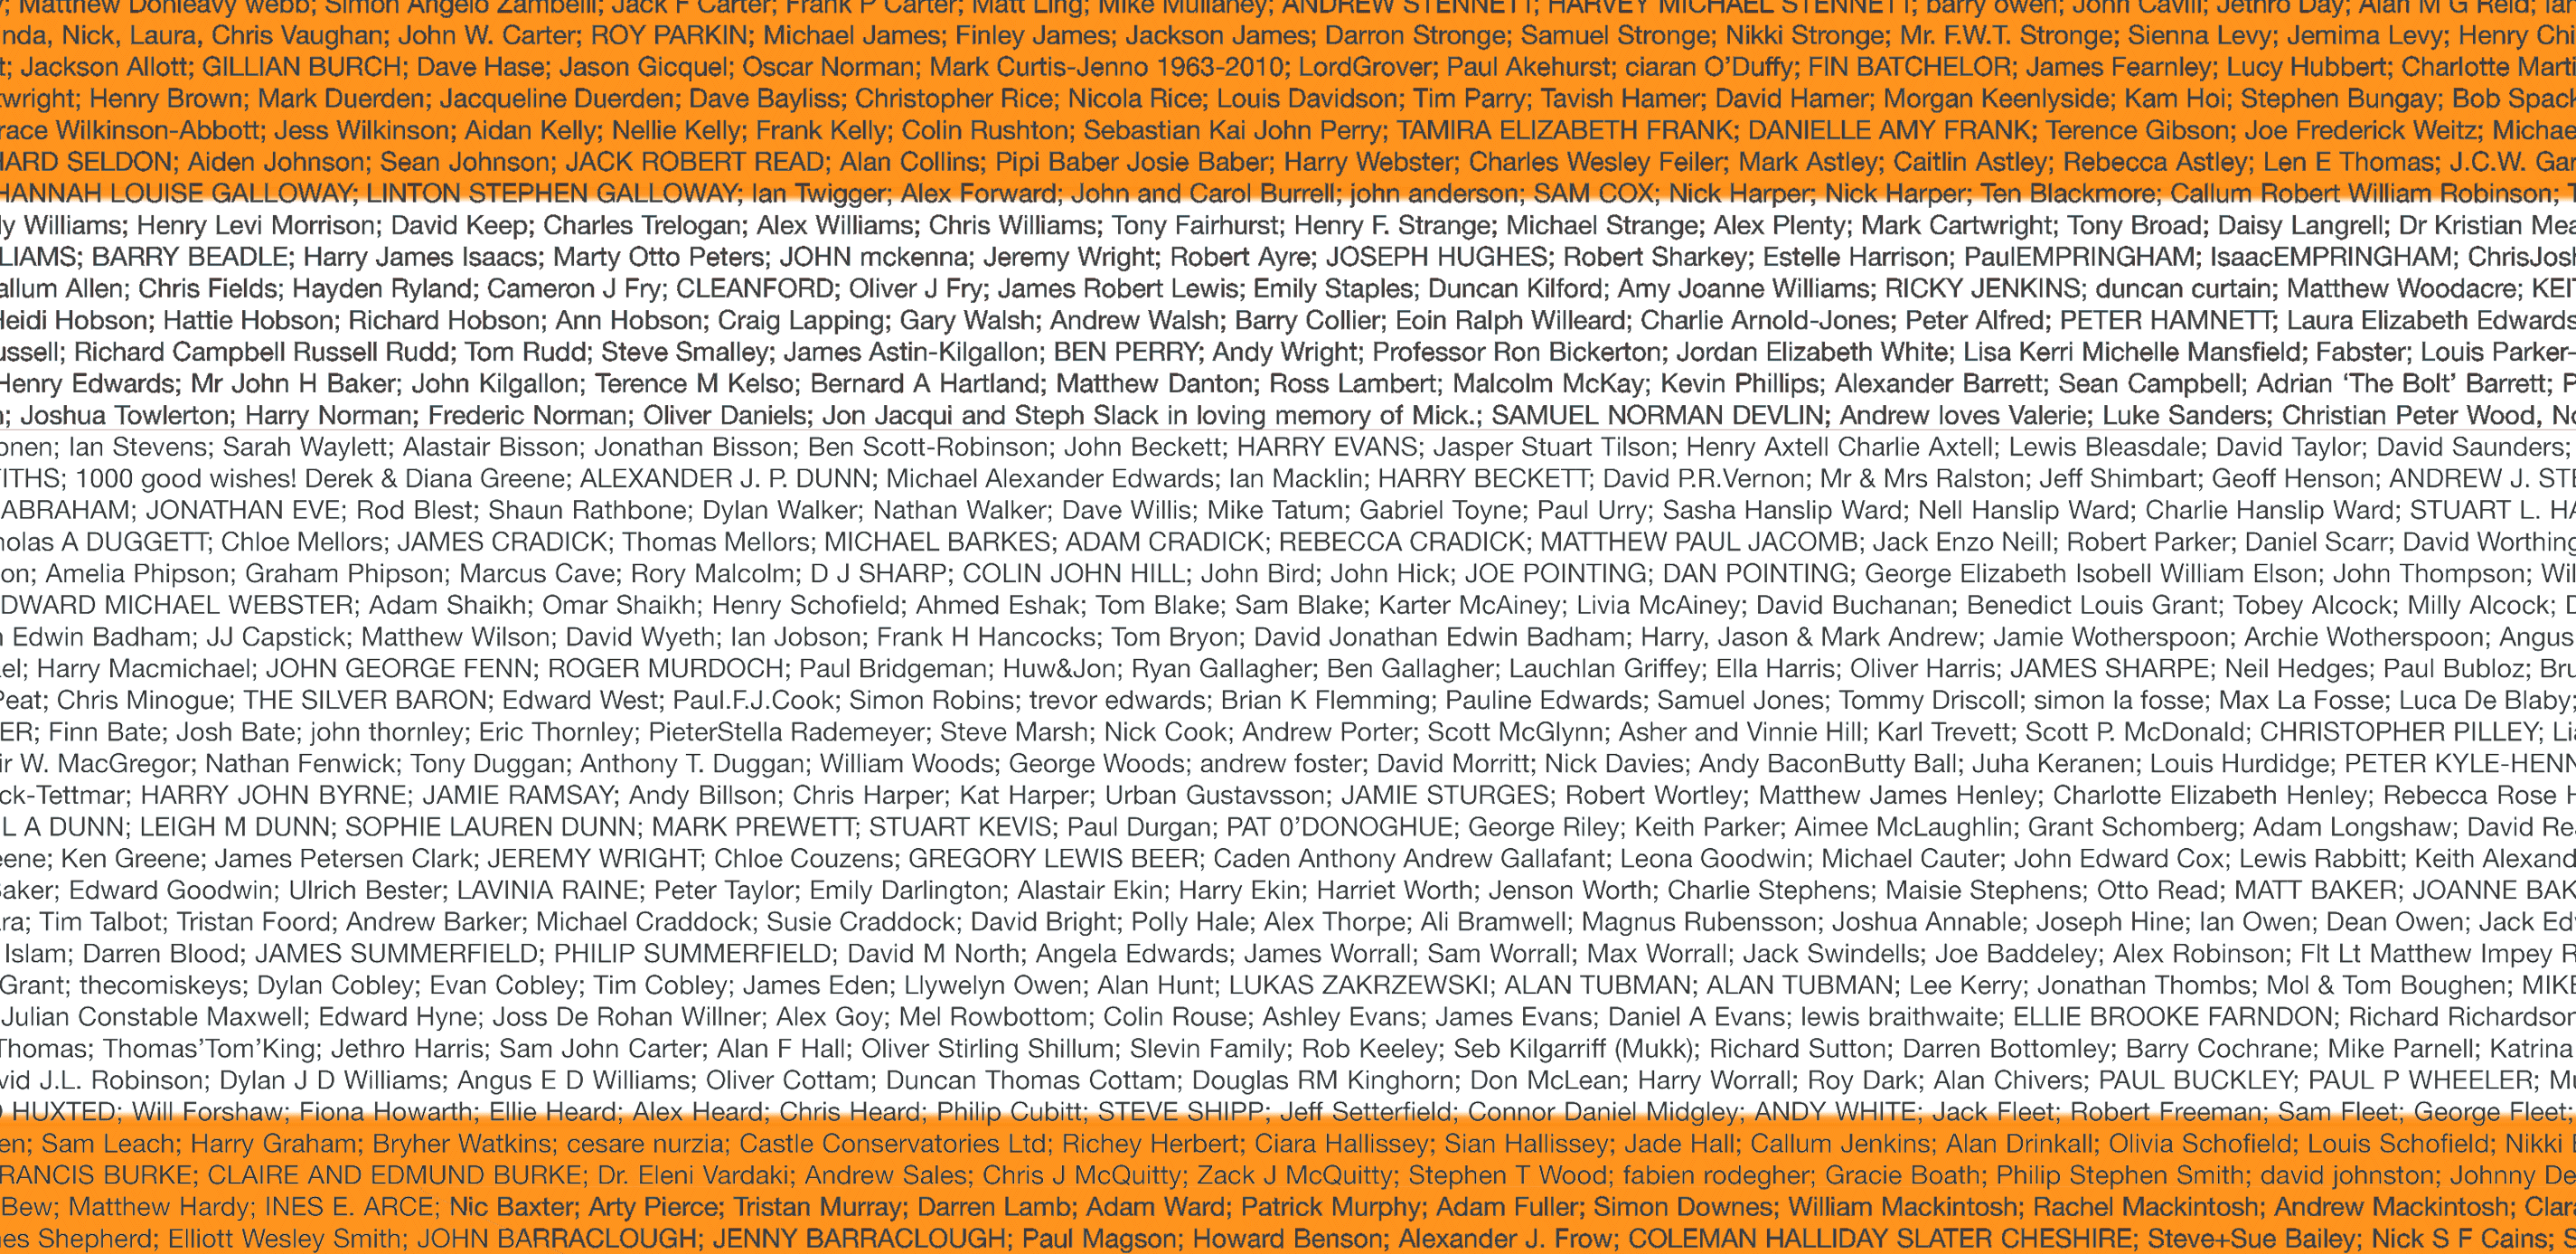 Matthew Donleavy webb; Simon Angelo Zambelli; Jack F Carter; Frank P Carter; Matt Ling; Mike Mullaney; ANDREW STENNETT; HARVEY MICHAEL STENNETT; barry owen; John Cavill; Jethro Day; Alan M G Reid; Ian
nda, Nick, Laura, Chris Vaughan; John W. Carter; ROY PARKIN; Michael James; Finley James; Jackson James; Darron Stronge; Samuel Stronge; Nikki Stronge; Mr. F.W.T. Stronge; Sienna Levy; Jemima Levy; Henry Chi
t; Jackson Allott; GILLIAN BURCH; Dave Hase; Jason Gicquel; Oscar Norman; Mark Curtis-Jenno 1963-2010; LordGrover; Paul Akehurst; ciaran O’Duffy; FIN BATCHELOR; James Fearnley; Lucy Hubbert; Charlotte Marti
wright; Henry Brown; Mark Duerden; Jacqueline Duerden; Dave Bayliss; Christopher Rice; Nicola Rice; Louis Davidson; Tim Parry; Tavish Hamer; David Hamer; Morgan Keenlyside; Kam Hoi; Stephen Bungay; Bob Spack
race Wilkinson-Abbott; Jess Wilkinson; Aidan Kelly; Nellie Kelly; Frank Kelly; Colin Rushton; Sebastian Kai John Perry; TAMIRA ELIZABETH FRANK; DANIELLE AMY FRANK; Terence Gibson; Joe Frederick Weitz; Michae
HARD SELDON; Aiden Johnson; Sean Johnson; JACK ROBERT READ; Alan Collins; Pipi Baber Josie Baber; Harry Webster; Charles Wesley Feiler; Mark Astley; Caitlin Astley; Rebecca Astley; Len E Thomas; J.C.W. Gar
HANNAH LOUISE GALLOWAY; LINTON STEPHEN GALLOWAY; Ian Twigger; Alex Forward; John and Carol Burrell; john anderson; SAM COX; Nick Harper; Nick Harper; Ten Blackmore; Callum Robert William Robinson; T
ly Williams; Henry Levi Morrison; David Keep; Charles Trelogan; Alex Williams; Chris Williams; Tony Fairhurst; Henry F. Strange; Michael Strange; Alex Plenty; Mark Cartwright; Tony Broad; Daisy Langrell; Dr Kristian Mea
LIAMS; BARRY BEADLE; Harry James Isaacs; Marty Otto Peters; JOHN mckenna; Jeremy Wright; Robert Ayre; JOSEPH HUGHES; Robert Sharkey; Estelle Harrison; PaulEMPRINGHAM; IsaacEMPRINGHAM; ChrisJosh
allum Allen; Chris Fields; Hayden Ryland; Cameron J Fry; CLEANFORD; Oliver J Fry; James Robert Lewis; Emily Staples; Duncan Kilford; Amy Joanne Williams; RICKY JENKINS; duncan curtain; Matthew Woodacre; KEIT
Heidi Hobson; Hattie Hobson; Richard Hobson; Ann Hobson; Craig Lapping; Gary Walsh; Andrew Walsh; Barry Collier; Eoin Ralph Willeard; Charlie Arnold-Jones; Peter Alfred; PETER HAMNETT; Laura Elizabeth Edwards
ussell; Richard Campbell Russell Rudd; Tom Rudd; Steve Smalley; James Astin-Kilgallon; BEN PERRY; Andy Wright; Professor Ron Bickerton; Jordan Elizabeth White; Lisa Kerri Michelle Mansfield; Fabster; Louis Parker-
Henry Edwards; Mr John H Baker; John Kilgallon; Terence M Kelso; Bernard A Hartland; Matthew Danton; Ross Lambert; Malcolm McKay; Kevin Phillips; Alexander Barrett; Sean Campbell; Adrian ‘The Bolt’ Barrett; P
; Joshua Towlerton; Harry Norman; Frederic Norman; Oliver Daniels; Jon Jacqui and Steph Slack in loving memory of Mick.; SAMUEL NORMAN DEVLIN; Andrew loves Valerie; Luke Sanders; Christian Peter Wood, No
onen; Ian Stevens; Sarah Waylett; Alastair Bisson; Jonathan Bisson; Ben Scott-Robinson; John Beckett; HARRY EVANS; Jasper Stuart Tilson; Henry Axtell Charlie Axtell; Lewis Bleasdale; David Taylor; David Saunders;
ITHS; 1000 good wishes! Derek & Diana Greene; ALEXANDER J. P. DUNN; Michael Alexander Edwards; Ian Macklin; HARRY BECKETT; David P.R.Vernon; Mr & Mrs Ralston; Jeff Shimbart; Geoff Henson; ANDREW J. STE
ABRAHAM; JONATHAN EVE; Rod Blest; Shaun Rathbone; Dylan Walker; Nathan Walker; Dave Willis; Mike Tatum; Gabriel Toyne; Paul Urry; Sasha Hanslip Ward; Nell Hanslip Ward; Charlie Hanslip Ward; STUART L. HA
holas A DUGGETT; Chloe Mellors; JAMES CRADICK; Thomas Mellors; MICHAEL BARKES; ADAM CRADICK; REBECCA CRADICK; MATTHEW PAUL JACOMB; Jack Enzo Neill; Robert Parker; Daniel Scarr; David Worthing
on; Amelia Phipson; Graham Phipson; Marcus Cave; Rory Malcolm; D J SHARP; COLIN JOHN HILL; John Bird; John Hick; JOE POINTING; DAN POINTING; George Elizabeth Isobell William Elson; John Thompson; Wil
DWARD MICHAEL WEBSTER; Adam Shaikh; Omar Shaikh; Henry Schofield; Ahmed Eshak; Tom Blake; Sam Blake; Karter McAiney; Livia McAiney; David Buchanan; Benedict Louis Grant; Tobey Alcock; Milly Alcock; D
Edwin Badham; JJ Capstick; Matthew Wilson; David Wyeth; Ian Jobson; Frank H Hancocks; Tom Bryon; David Jonathan Edwin Badham; Harry, Jason & Mark Andrew; Jamie Wotherspoon; Archie Wotherspoon; Angus
el; Harry Macmichael; JOHN GEORGE FENN; ROGER MURDOCH; Paul Bridgeman; Huw&Jon; Ryan Gallagher; Ben Gallagher; Lauchlan Griffey; Ella Harris; Oliver Harris; JAMES SHARPE; Neil Hedges; Paul Bubloz; Bru
Peat; Chris Minogue; THE SILVER BARON; Edward West; Paul.F.J.Cook; Simon Robins; trevor edwards; Brian K Flemming; Pauline Edwards; Samuel Jones; Tommy Driscoll; simon la fosse; Max La Fosse; Luca De Blaby;
ER; Finn Bate; Josh Bate; john thornley; Eric Thornley; PieterStella Rademeyer; Steve Marsh; Nick Cook; Andrew Porter; Scott McGlynn; Asher and Vinnie Hill; Karl Trevett; Scott P. McDonald; CHRISTOPHER PILLEY; Lia
ir W. MacGregor; Nathan Fenwick; Tony Duggan; Anthony T. Duggan; William Woods; George Woods; andrew foster; David Morritt; Nick Davies; Andy BaconButty Ball; Juha Keranen; Louis Hurdidge; PETER KYLE-HENN
ck-Tettmar; HARRY JOHN BYRNE; JAMIE RAMSAY; Andy Billson; Chris Harper; Kat Harper; Urban Gustavsson; JAMIE STURGES; Robert Wortley; Matthew James Henley; Charlotte Elizabeth Henley; Rebecca Rose H
L A DUNN; LEIGH M DUNN; SOPHIE LAUREN DUNN; MARK PREWETT; STUART KEVIS; Paul Durgan; PAT 0’DONOGHUE; George Riley; Keith Parker; Aimee McLaughlin; Grant Schomberg; Adam Longshaw; David Re
ene; Ken Greene; James Petersen Clark; JEREMY WRIGHT; Chloe Couzens; GREGORY LEWIS BEER; Caden Anthony Andrew Gallafant; Leona Goodwin; Michael Cauter; John Edward Cox; Lewis Rabbitt; Keith Alexand
Baker; Edward Goodwin; Ulrich Bester; LAVINIA RAINE; Peter Taylor; Emily Darlington; Alastair Ekin; Harry Ekin; Harriet Worth; Jenson Worth; Charlie Stephens; Maisie Stephens; Otto Read; MATT BAKER; JOANNE BAK
ra; Tim Talbot; Tristan Foord; Andrew Barker; Michael Craddock; Susie Craddock; David Bright; Polly Hale; Alex Thorpe; Ali Bramwell; Magnus Rubensson; Joshua Annable; Joseph Hine; Ian Owen; Dean Owen; Jack Ed
Islam; Darren Blood; JAMES SUMMERFIELD; PHILIP SUMMERFIELD; David M North; Angela Edwards; James Worrall; Sam Worrall; Max Worrall; Jack Swindells; Joe Baddeley; Alex Robinson; Flt Lt Matthew Impey R
Grant; thecomiskeys; Dylan Cobley; Evan Cobley; Tim Cobley; James Eden; Llywelyn Owen; Alan Hunt; LUKAS ZAKRZEWSKI; ALAN TUBMAN; ALAN TUBMAN; Lee Kerry; Jonathan Thombs; Mol & Tom Boughen; MIKE
Julian Constable Maxwell; Edward Hyne; Joss De Rohan Willner; Alex Goy; Mel Rowbottom; Colin Rouse; Ashley Evans; James Evans; Daniel A Evans; lewis braithwaite; ELLIE BROOKE FARNDON; Richard Richardson
Thomas; Thomas’Tom’King; Jethro Harris; Sam John Carter; Alan F Hall; Oliver Stirling Shillum; Slevin Family; Rob Keeley; Seb Kilgarriff (Mukk); Richard Sutton; Darren Bottomley; Barry Cochrane; Mike Parnell; Katrina
vid J.L. Robinson; Dylan J D Williams; Angus E D Williams; Oliver Cottam; Duncan Thomas Cottam; Douglas RM Kinghorn; Don McLean; Harry Worrall; Roy Dark; Alan Chivers; PAUL BUCKLEY; PAUL P WHEELER; Mu
HUXTED; Will Forshaw; Fiona Howarth; Ellie Heard; Alex Heard; Chris Heard; Philip Cubitt; STEVE SHIPP; Jeff Setterfield; Connor Daniel Midgley; ANDY WHITE; Jack Fleet; Robert Freeman; Sam Fleet; George Fleet;
en; Sam Leach; Harry Graham; Bryher Watkins; cesare nurzia; Castle Conservatories Ltd; Richey Herbert; Ciara Hallissey; Sian Hallissey; Jade Hall; Callum Jenkins; Alan Drinkall; Olivia Schofield; Louis Schofield; Nikki
RANCIS BURKE; CLAIRE AND EDMUND BURKE; Dr. Eleni Vardaki; Andrew Sales; Chris J McQuitty; Zack J McQuitty; Stephen T Wood; fabien rodegher; Gracie Boath; Philip Stephen Smith; david johnston; Johnny De
Bew; Matthew Hardy; INES E. ARCE; Nic Baxter; Arty Pierce; Tristan Murray; Darren Lamb; Adam Ward; Patrick Murphy; Adam Fuller; Simon Downes; William Mackintosh; Rachel Mackintosh; Andrew Mackintosh; Clar
es Shepherd; Elliott Wesley Smith; JOHN BARRACLOUGH; JENNY BARRACLOUGH; Paul Magson; Howard Benson; Alexander J. Frow; COLEMAN HALLIDAY SLATER CHESHIRE; Steve+Sue Bailey; Nick S F Cains;